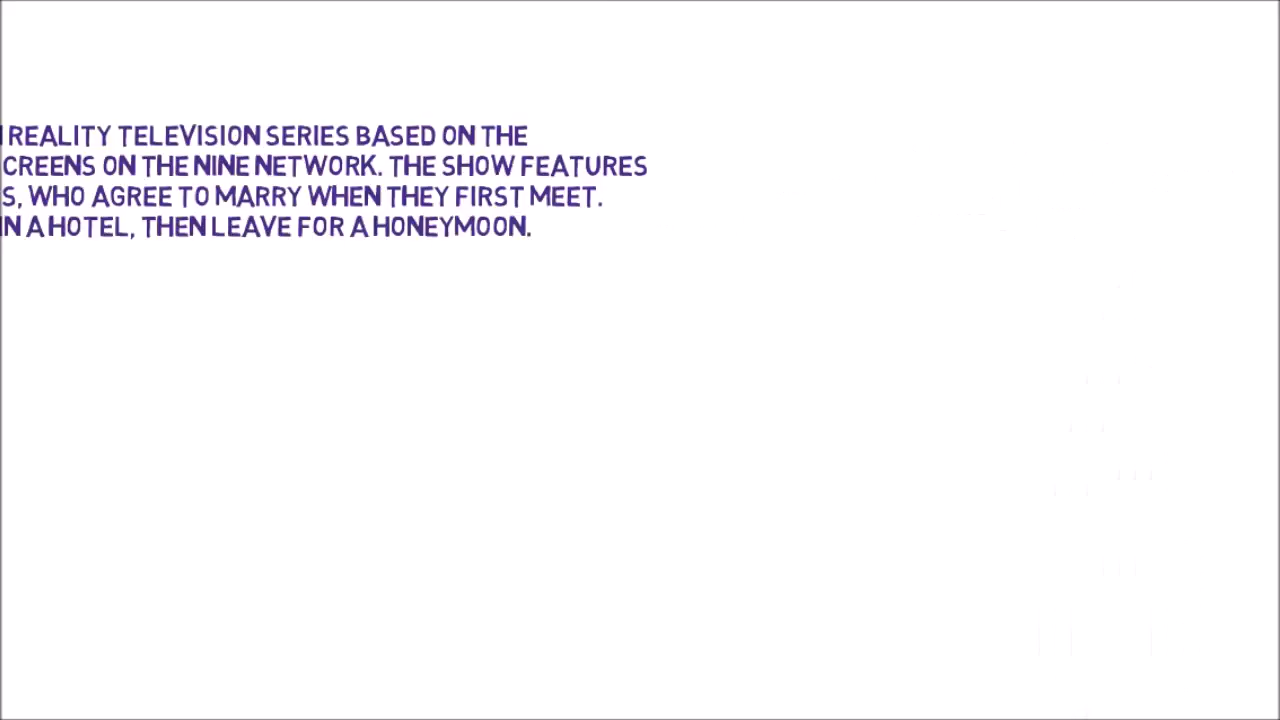 REALITY TELEVISION SERIES BASED ON THE
CREENS ON THE NINE NETWORK. THE SHOW FEATURES
S, WHO AGREE TO MARRY WHEN THEY FIRST MEET.
IN A HOTEL, THEN LEAVE FOR A HONEYMOON.